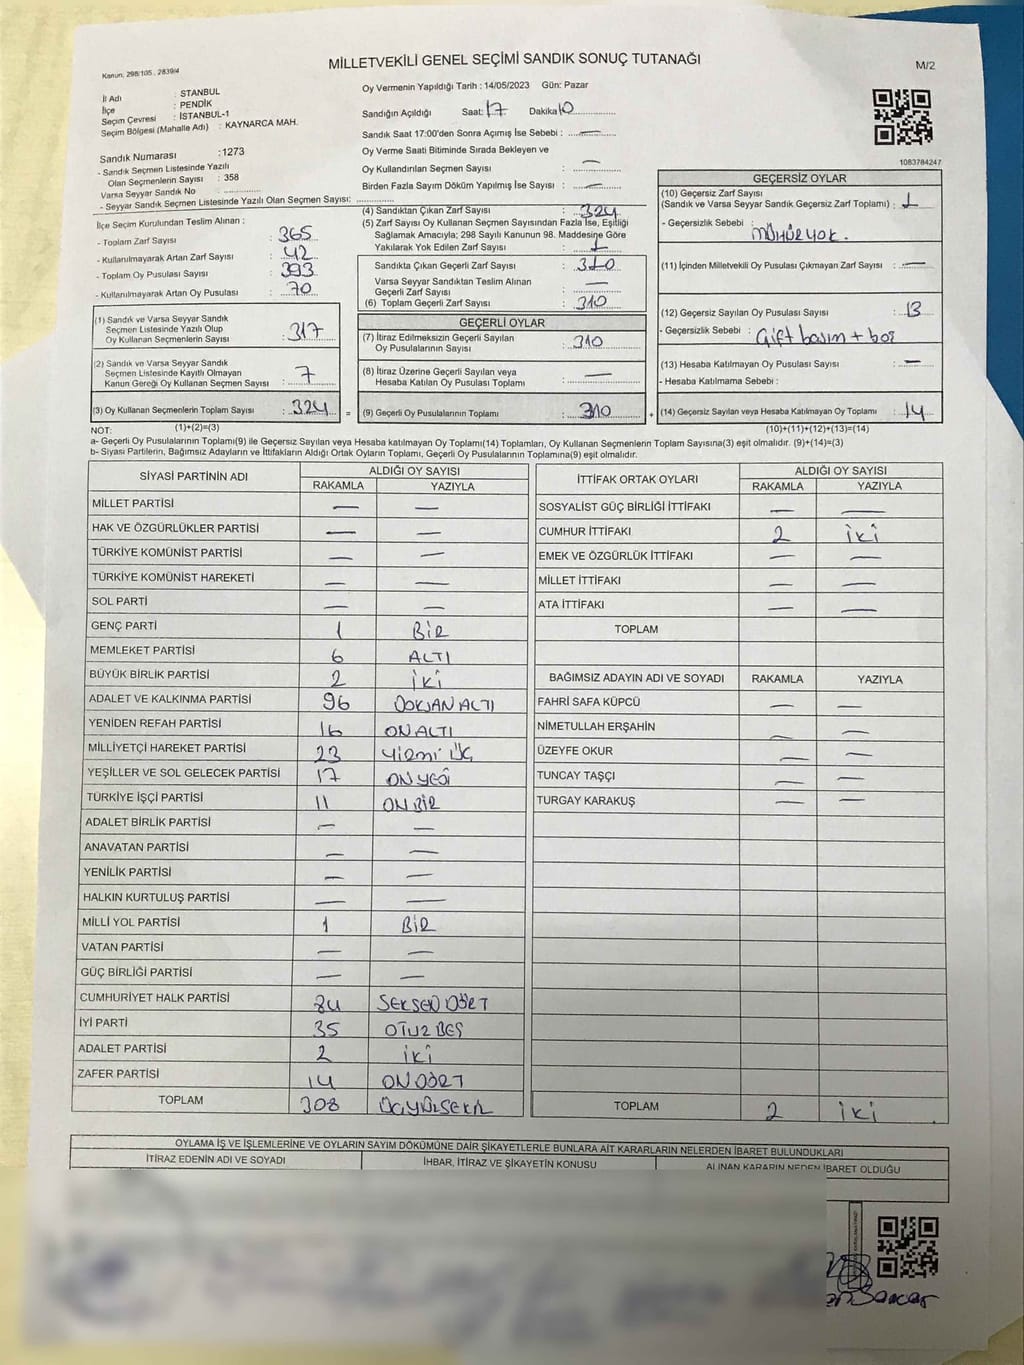 MİLLETVEKİLİ GENEL SEÇİMİ SANDIK SONUÇ TUTANAĞI
M/2
Kanun, 298/105 , 2839/4
İl Adı : STANBUL
İlçe : PENDİK
Seçim Çevresi : İSTANBUL-1
Seçim Bölgesi (Mahalle Adı) : KAYNARCA MAH.
Oy Vermenin Yapıldığı Tarih : 14/05/2023 Gün: Pazar
Sandığın Açıldığı Saat: 17 Dakika 10
Sandık Saat 17:00'den Sonra Açımış İse Sebebi : —
Oy Verme Saati Bitiminde Sırada Bekleyen ve
Oy Kullandırılan Seçmen Sayısı : —
Birden Fazla Sayım Döküm Yapılmış İse Sayısı : —
1083784247
Sandık Numarası :1273
- Sandık Seçmen Listesinde Yazılı
Olan Seçmenlerin Sayısı : 358
Varsa Seyyar Sandık No :
- Seyyar Sandık Seçmen Listesinde Yazılı Olan Seçmen Sayısı:
İlçe Seçim Kurulundan Teslim Alınan :
- Toplam Zarf Sayısı : 365
- Kullanılmayarak Artan Zarf Sayısı : 42
- Toplam Oy Pusulası Sayısı : 393
- Kullanılmayarak Artan Oy Pusulası : 70
(1) Sandık ve Varsa Seyyar Sandık
Seçmen Listesinde Yazılı Olup
Oy Kullanan Seçmenlerin Sayısı : 317
(2) Sandık ve Varsa Seyyar Sandık
Seçmen Listesinde Kayıtlı Olmayan
Kanun Gereği Oy Kullanan Seçmen Sayısı : 7
(3) Oy Kullanan Seçmenlerin Toplam Sayısı : 324 =
(1)+(2)=(3)
(4) Sandıktan Çıkan Zarf Sayısı : 324
(5) Zarf Sayısı Oy Kullanan Seçmen Sayısından Fazla İse, Eşitliği
Sağlamak Amacıyla; 298 Sayılı Kanunun 98. Maddesine Göre
Yakılarak Yok Edilen Zarf Sayısı : 1
Sandıkta Çıkan Geçerli Zarf Sayısı : 310
Varsa Seyyar Sandıktan Teslim Alınan
Geçerli Zarf Sayısı : —
(6) Toplam Geçerli Zarf Sayısı : 310
GEÇERLİ OYLAR
(7) İtiraz Edilmeksizin Geçerli Sayılan
Oy Pusulalarının Sayısı : 310
(8) İtiraz Üzerine Geçerli Sayılan veya
Hesaba Katılan Oy Pusulası Toplamı : —
(9) Geçerli Oy Pusulalarının Toplamı : 310 +
GEÇERSİZ OYLAR
(10) Geçersiz Zarf Sayısı
(Sandık ve Varsa Seyyar Sandık Geçersiz Zarf Toplamı) : 1
- Geçersizlik Sebebi : MÜHÜR YOK.
(11) İçinden Milletvekili Oy Pusulası Çıkmayan Zarf Sayısı : —
(12) Geçersiz Sayılan Oy Pusulası Sayısı : 13
- Geçersizlik Sebebi : Çift basım + boş
(13) Hesaba Katılmayan Oy Pusulası Sayısı : —
- Hesaba Katılmama Sebebi :
(14) Geçersiz Sayılan veya Hesaba Katılmayan Oy Toplamı : 14
(10)+(11)+(12)+(13)=(14)
NOT:
a- Geçerli Oy Pusulalarının Toplamı(9) ile Geçersiz Sayılan veya Hesaba katılmayan Oy Toplamı(14) Toplamları, Oy Kullanan Seçmenlerin Toplam Sayısına(3) eşit olmalıdır. (9)+(14)=(3)
b- Siyasi Partilerin, Bağımsız Adayların ve İttifakların Aldığı Ortak Oyların Toplamı, Geçerli Oy Pusulalarının Toplamına(9) eşit olmalıdır.
SİYASİ PARTİNİN ADI ALDIĞI OY SAYISI
RAKAMLA YAZIYLA
MİLLET PARTİSİ — —
HAK VE ÖZGÜRLÜKLER PARTİSİ — —
TÜRKİYE KOMÜNİST PARTİSİ — —
TÜRKİYE KOMÜNİST HAREKETİ — —
SOL PARTİ — —
GENÇ PARTİ 1 BİR
MEMLEKET PARTİSİ 6 ALTI
BÜYÜK BİRLİK PARTİSİ 2 İKİ
ADALET VE KALKINMA PARTİSİ 96 DOKSAN ALTI
YENİDEN REFAH PARTİSİ 16 ON ALTI
MİLLİYETÇİ HAREKET PARTİSİ 23 YİRMİ ÜÇ
YEŞİLLER VE SOL GELECEK PARTİSİ 17 ON YEDİ
TÜRKİYE İŞÇİ PARTİSİ 11 ON BİR
ADALET BİRLİK PARTİSİ — —
ANAVATAN PARTİSİ — —
YENİLİK PARTİSİ — —
HALKIN KURTULUŞ PARTİSİ — —
MİLLİ YOL PARTİSİ 1 BİR
VATAN PARTİSİ — —
GÜÇ BİRLİĞİ PARTİSİ — —
CUMHURİYET HALK PARTİSİ 84 SEKSEN DÖRT
İYİ PARTİ 35 OTUZ BEŞ
ADALET PARTİSİ 2 İKİ
ZAFER PARTİSİ 14 ON DÖRT
TOPLAM 308 ÜÇYÜZSEKİZ
İTTİFAK ORTAK OYLARI ALDIĞI OY SAYISI
RAKAMLA YAZIYLA
SOSYALİST GÜÇ BİRLİĞİ İTTİFAKI — —
CUMHUR İTTİFAKI 2 İKİ
EMEK VE ÖZGÜRLÜK İTTİFAKI — —
MİLLET İTTİFAKI — —
ATA İTTİFAKI — —
TOPLAM
BAĞIMSIZ ADAYIN ADI VE SOYADI RAKAMLA YAZIYLA
FAHRİ SAFA KÜPCÜ — —
NİMETULLAH ERŞAHİN — —
ÜZEYFE OKUR — —
TUNCAY TAŞÇI — —
TURGAY KARAKUŞ — —
TOPLAM 2 İKİ
OYLAMA İŞ VE İŞLEMLERİNE VE OYLARIN SAYIM DÖKÜMÜNE DAİR ŞİKAYETLERLE BUNLARA AİT KARARLARIN NELERDEN İBARET BULUNDUKLARI
İTİRAZ EDENİN ADI VE SOYADI İHBAR, İTİRAZ VE ŞİKAYETİN KONUSU ALINAN KARARIN NEDEN İBARET OLDUĞU